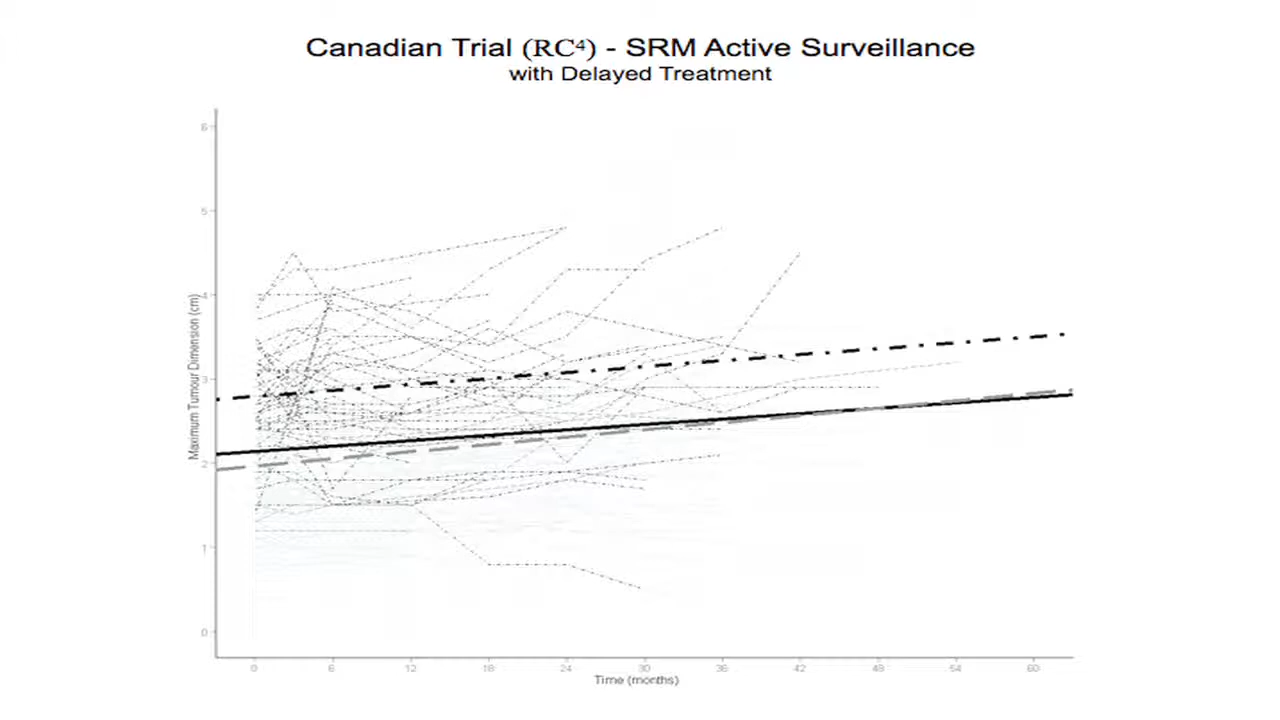 Canadian Trial (RC⁴) - SRM Active Surveillance
with Delayed Treatment
Maximum Tumour Dimension (cm)
6
5
4
3
2
1
0
0 6 12 18 24 30 36 42 48 54 60
Time (months)